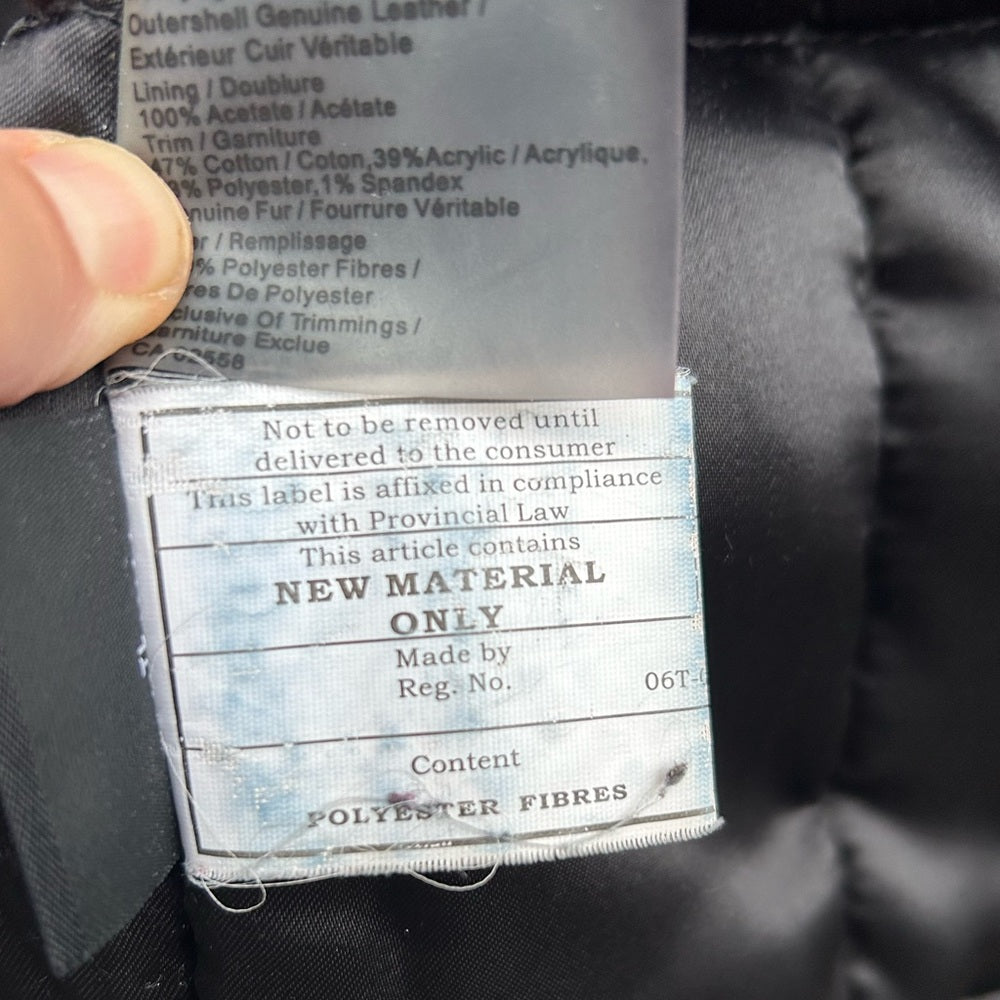 Outershell Genuine Leather /
Extérieur Cuir Véritable
Lining / Doublure
100% Acetate / Acétate
Trim / Garniture
47% Cotton / Coton,39%Acrylic / Acrylique,
% Polyester,1% Spandex
nuine Fur / Fourrure Véritable
r / Remplissage
% Polyester Fibres /
res De Polyester
clusive Of Trimmings /
arniture Exclue
CA
Not to be removed until
delivered to the consumer
This label is affixed in compliance
with Provincial Law
This article contains
NEW MATERIAL
ONLY
Made by
Reg. No. 06T-
Content
POLYESTER FIBRES